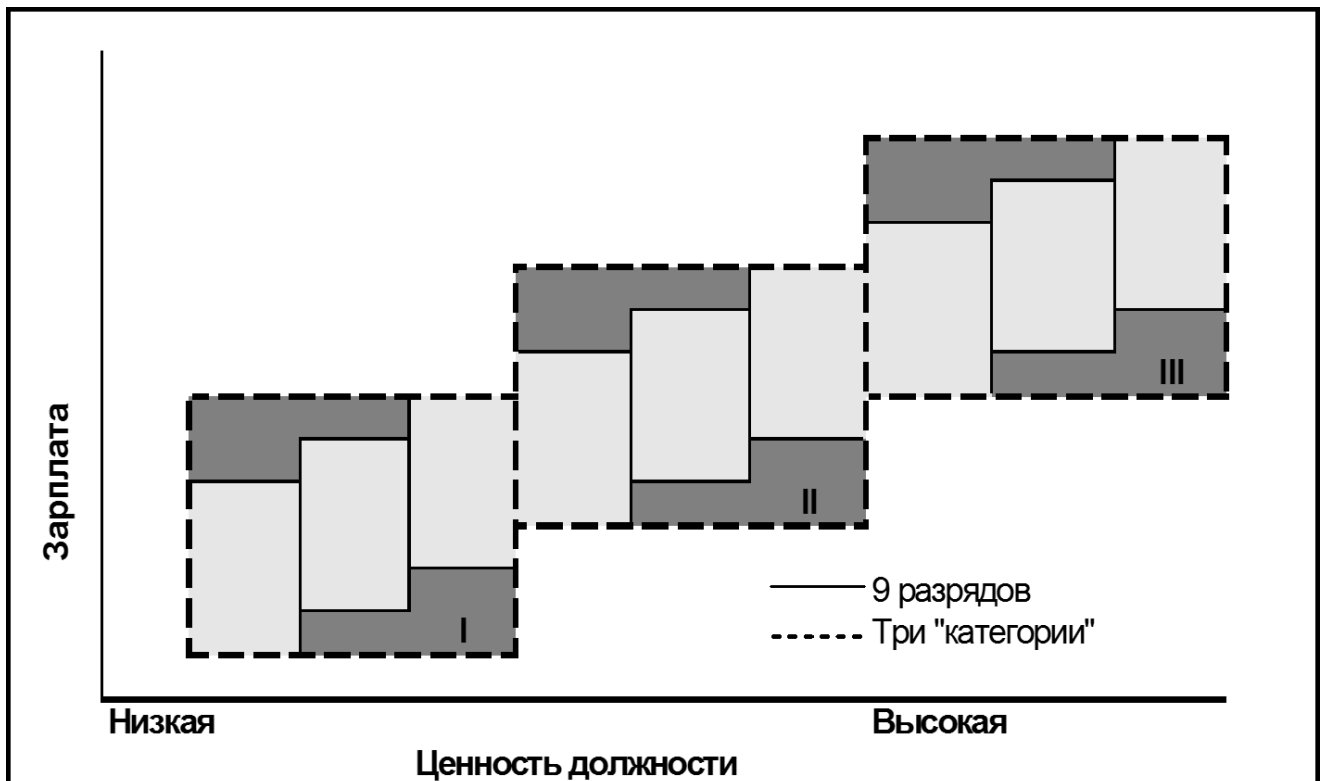 III
II
I
Зарплата
9 разрядов
Три "категории"
Низкая
Высокая
Ценность должности